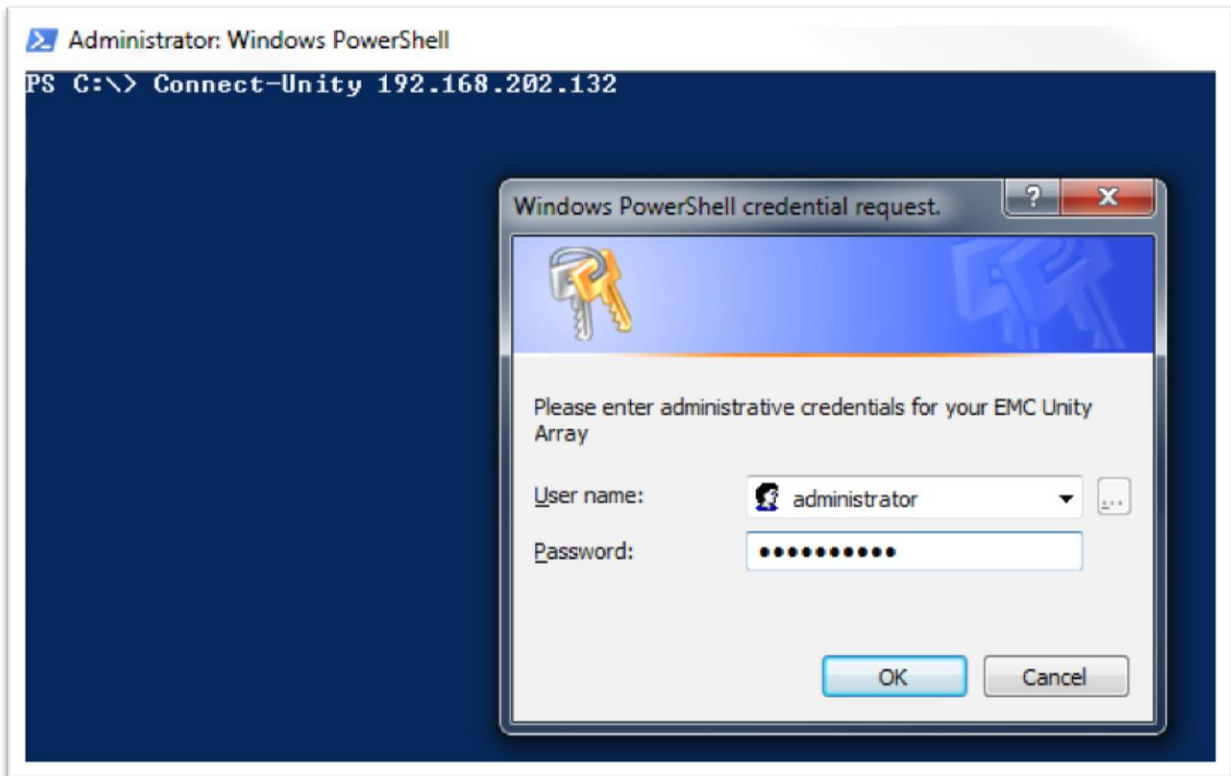 Administrator: Windows PowerShell
PS C:\> Connect-Unity 192.168.202.132
Windows PowerShell credential request.
?
X
Please enter administrative credentials for your EMC Unity
Array
User name:
administrator
...
Password:
●●●●●●●●●●
OK
Cancel